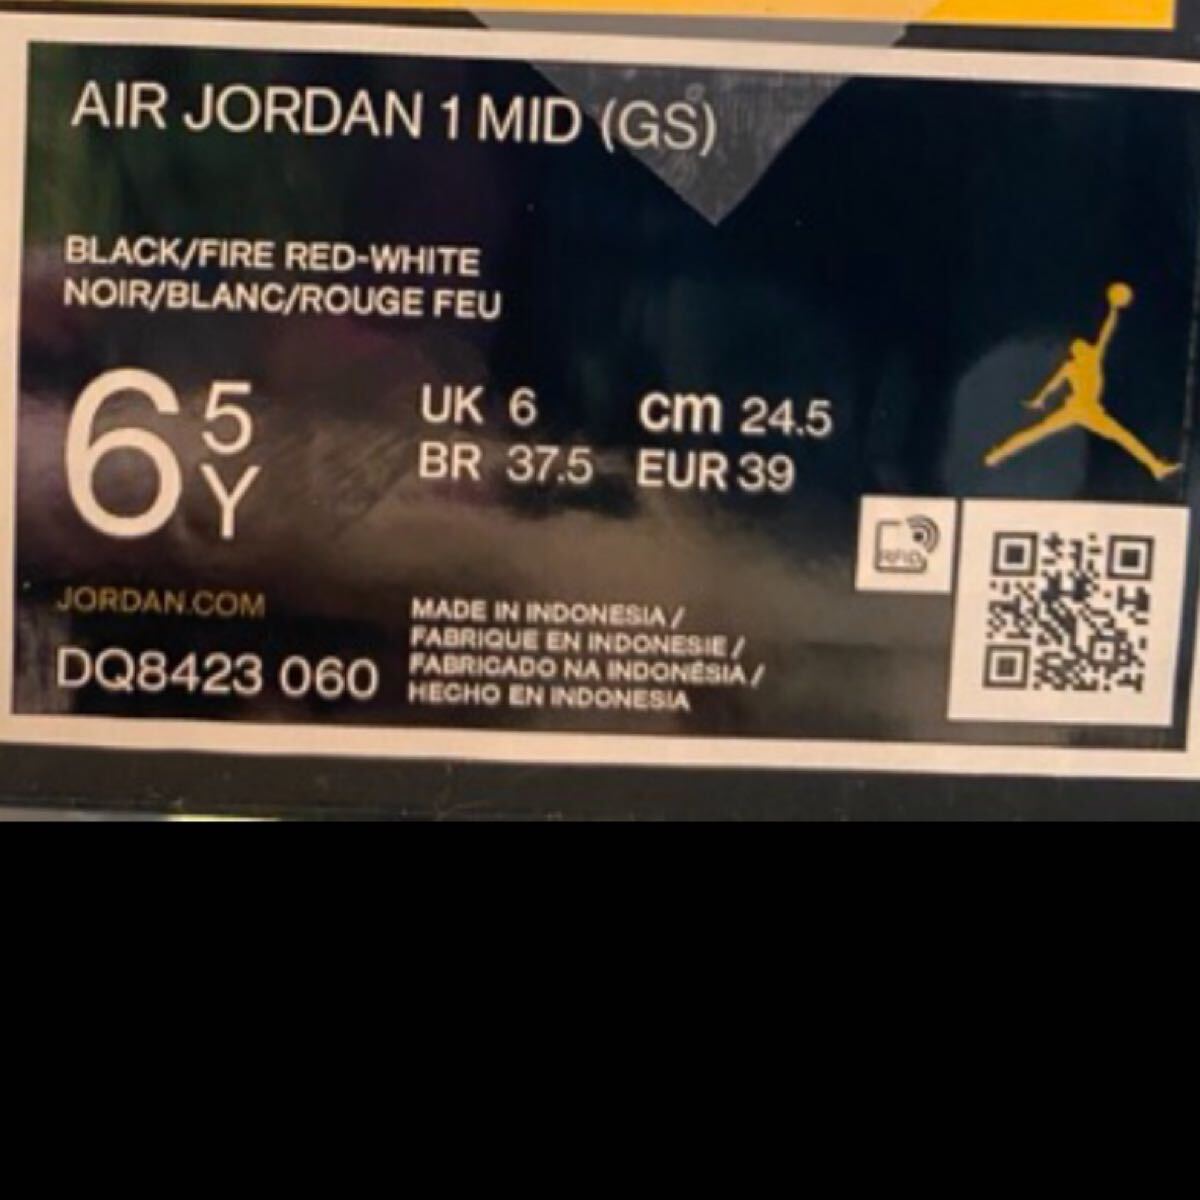 AIR JORDAN 1 MID (GS)
BLACK/FIRE RED-WHITE
NOIR/BLANC/ROUGE FEU
6 5 Y
UK 6 cm 24.5
BR 37.5 EUR 39
RFID
JORDAN.COM
DQ8423 060
MADE IN INDONESIA /
FABRIQUE EN INDONESIE /
FABRICADO NA INDONÉSIA /
HECHO EN INDONESIA